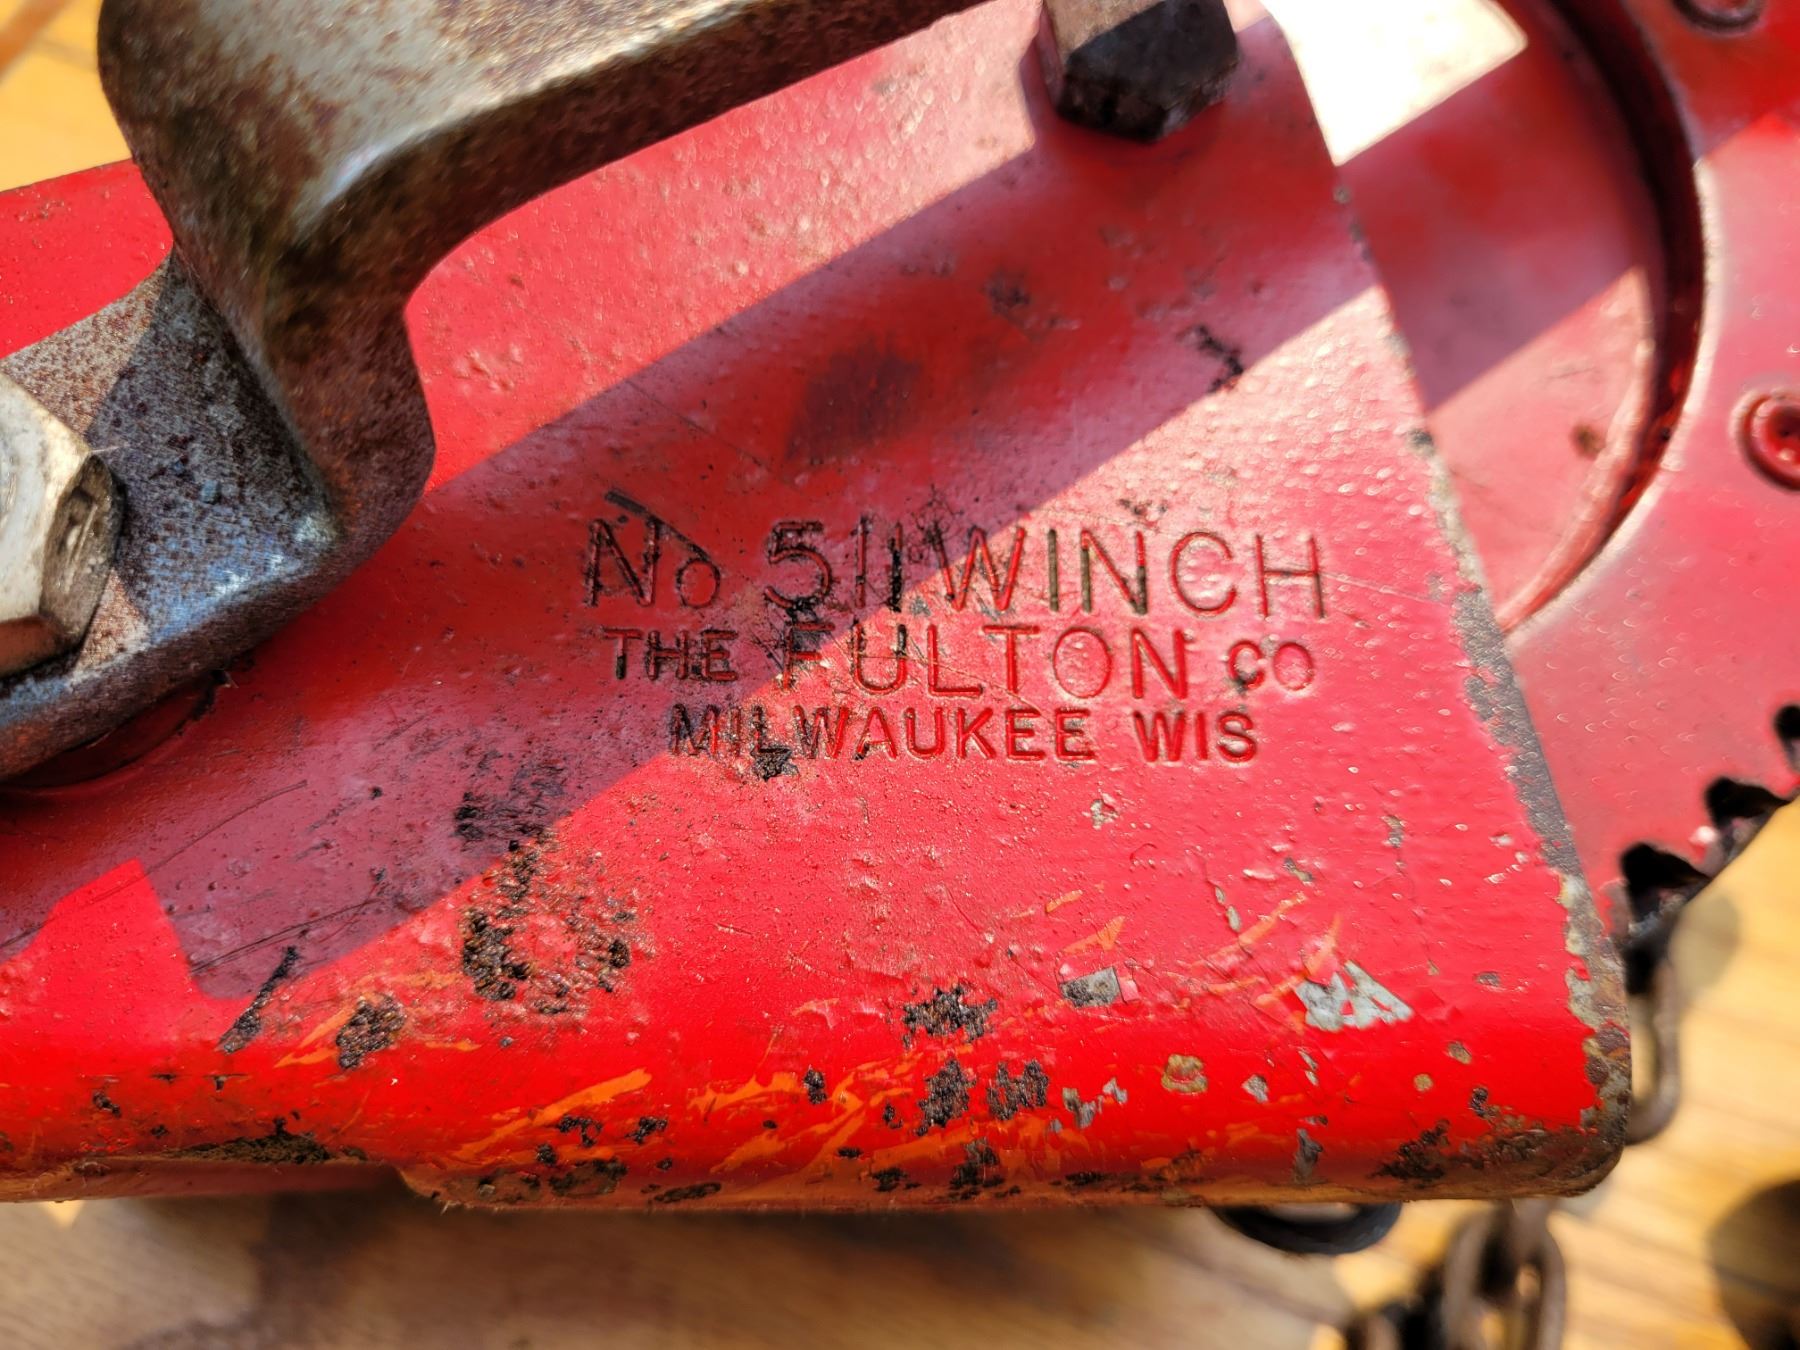 No 511 WINCH
THE FULTON CO
MILWAUKEE WIS